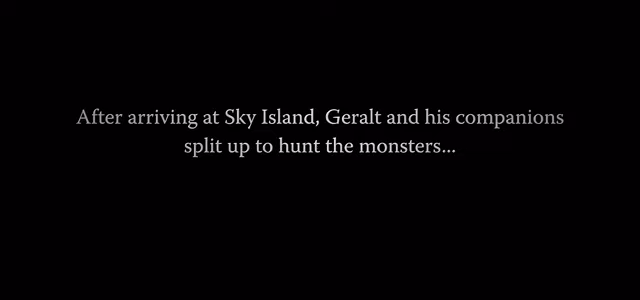 After arriving at Sky Island, Geralt and his companions
split up to hunt the monsters...